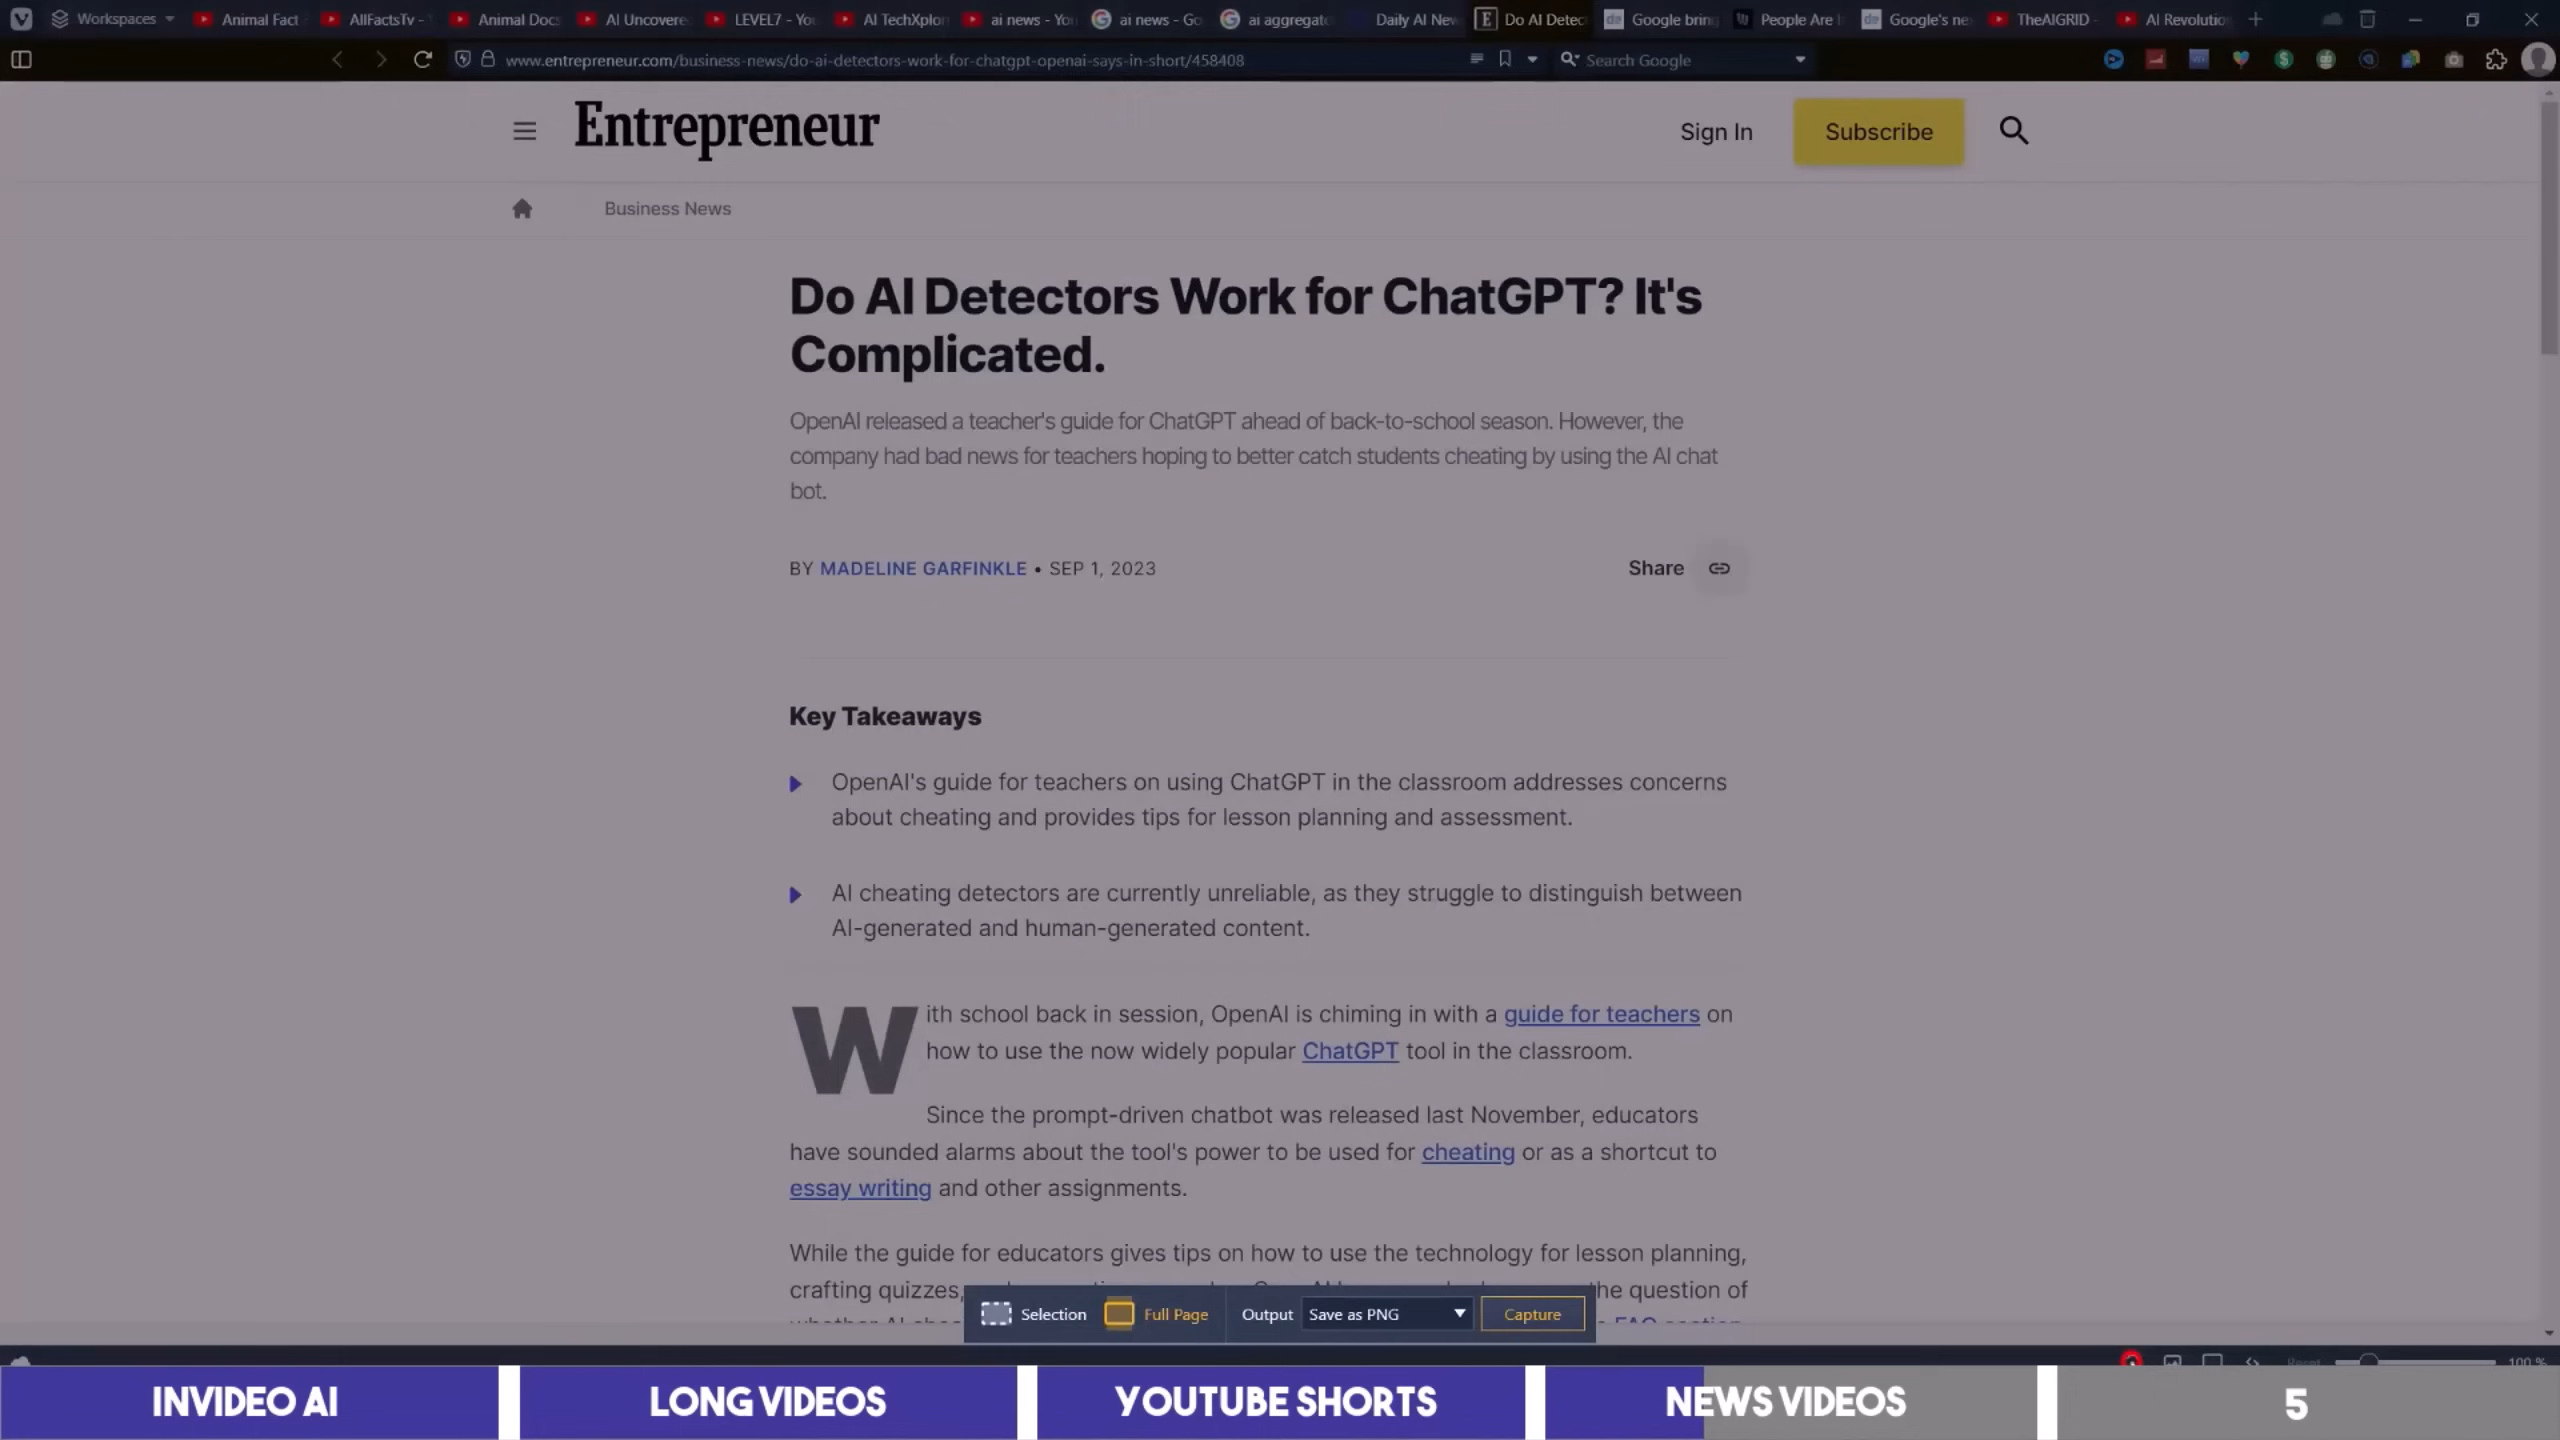 Workspaces
Animal Fact
AllFactsTv -
Animal Docs
AI Uncovere
LEVEL7 - You
AI TechXplor
ai news - You
ai news - Go
ai aggregato
Daily AI New
Do AI Detec
Google bring
People Are
Google's ne
TheAIGRID -
AI Revolutio
www.entrepreneur.com/business-news/do-ai-detectors-work-for-chatgpt-openai-says-in-short/458408
Search Google
Entrepreneur
Sign In
Subscribe
Business News
Do AI Detectors Work for ChatGPT? It's
Complicated.
OpenAI released a teacher's guide for ChatGPT ahead of back-to-school season. However, the
company had bad news for teachers hoping to better catch students cheating by using the AI chat
bot.
BY MADELINE GARFINKLE • SEP 1, 2023
Share
Key Takeaways
OpenAI's guide for teachers on using ChatGPT in the classroom addresses concerns
about cheating and provides tips for lesson planning and assessment.
AI cheating detectors are currently unreliable, as they struggle to distinguish between
AI-generated and human-generated content.
With school back in session, OpenAI is chiming in with a guide for teachers on
how to use the now widely popular ChatGPT tool in the classroom.
Since the prompt-driven chatbot was released last November, educators
have sounded alarms about the tool's power to be used for cheating or as a shortcut to
essay writing and other assignments.
While the guide for educators gives tips on how to use the technology for lesson planning,
crafting quizzes, the question of
Selection
Full Page
Output
Save as PNG
Capture
Reset
100 %
INVIDEO AI
LONG VIDEOS
YOUTUBE SHORTS
NEWS VIDEOS
5